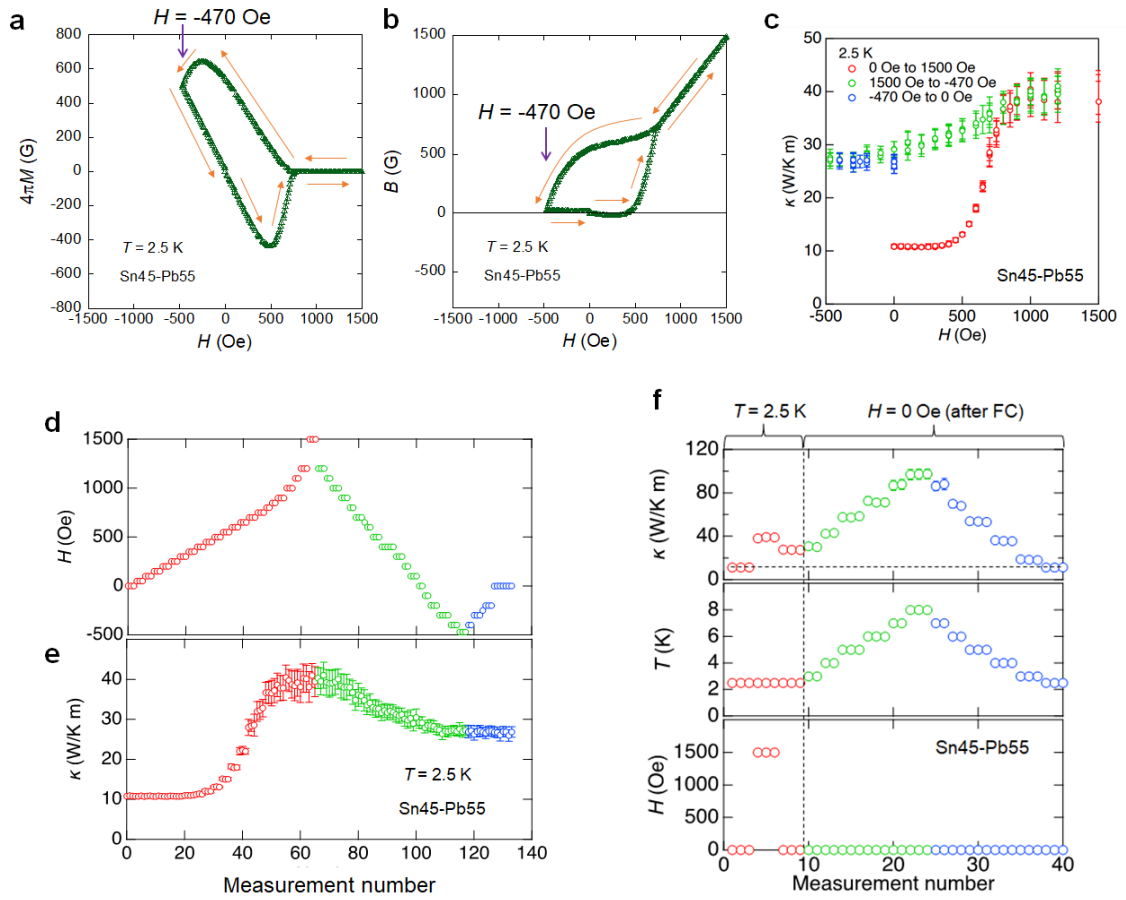 a
H = -470 Oe
4πM (G)
800
600
400
200
0
-200
-400
-600
-800
T = 2.5 K
Sn45-Pb55
-1500 -1000 -500 0 500 1000 1500
H (Oe)
b
H = -470 Oe
B (G)
1500
1000
500
0
-500
T = 2.5 K
Sn45-Pb55
-1500 -1000 -500 0 500 1000 1500
H (Oe)
c
κ (W/K m)
50
40
30
20
10
0
2.5 K
0 Oe to 1500 Oe
1500 Oe to -470 Oe
-470 Oe to 0 Oe
Sn45-Pb55
-500 0 500 1000 1500
H (Oe)
d
H (Oe)
1500
1000
500
0
-500
e
κ (W/K m)
40
30
20
10
0
T = 2.5 K
Sn45-Pb55
0 20 40 60 80 100 120 140
Measurement number
f
T = 2.5 K
H = 0 Oe (after FC)
κ (W/K m)
120
80
40
0
T (K)
8
6
4
2
0
H (Oe)
1500
1000
500
0
Sn45-Pb55
0 10 20 30 40
Measurement number